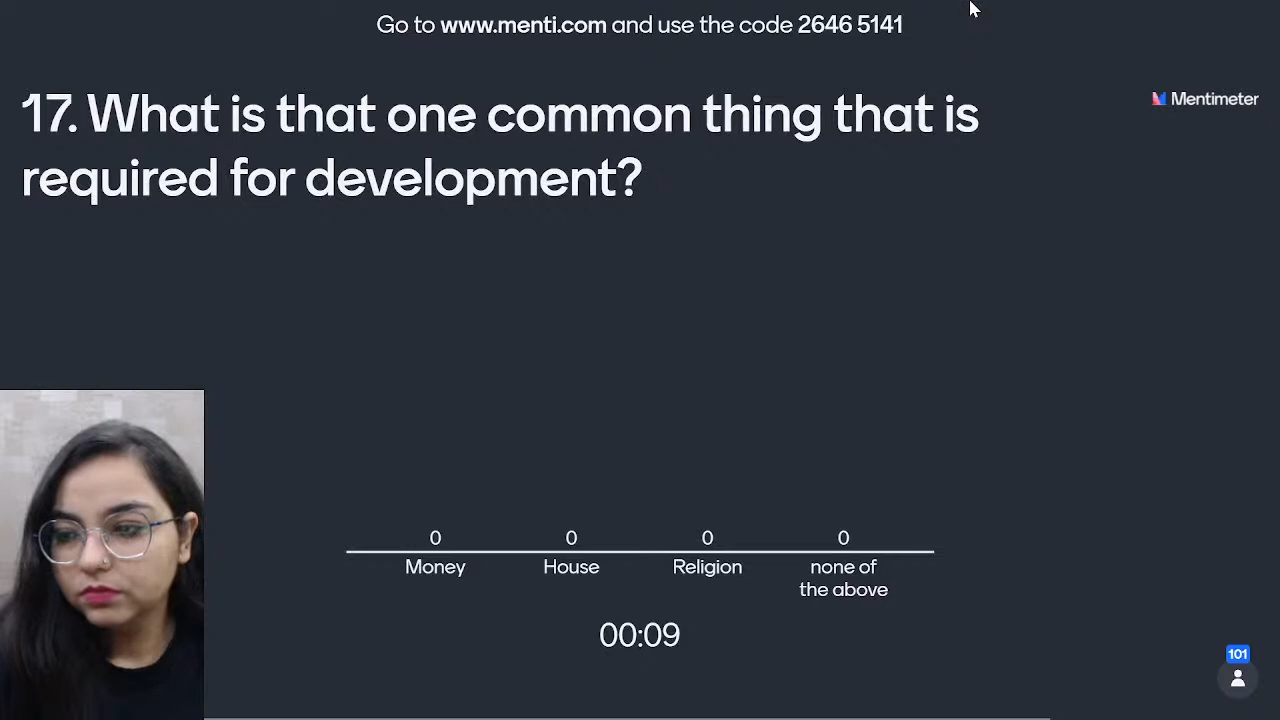 Go to www.menti.com and use the code 2646 5141
Mentimeter
17. What is that one common thing that is
required for development?
0 0 0 0
Money House Religion none of
the above
00:09
101